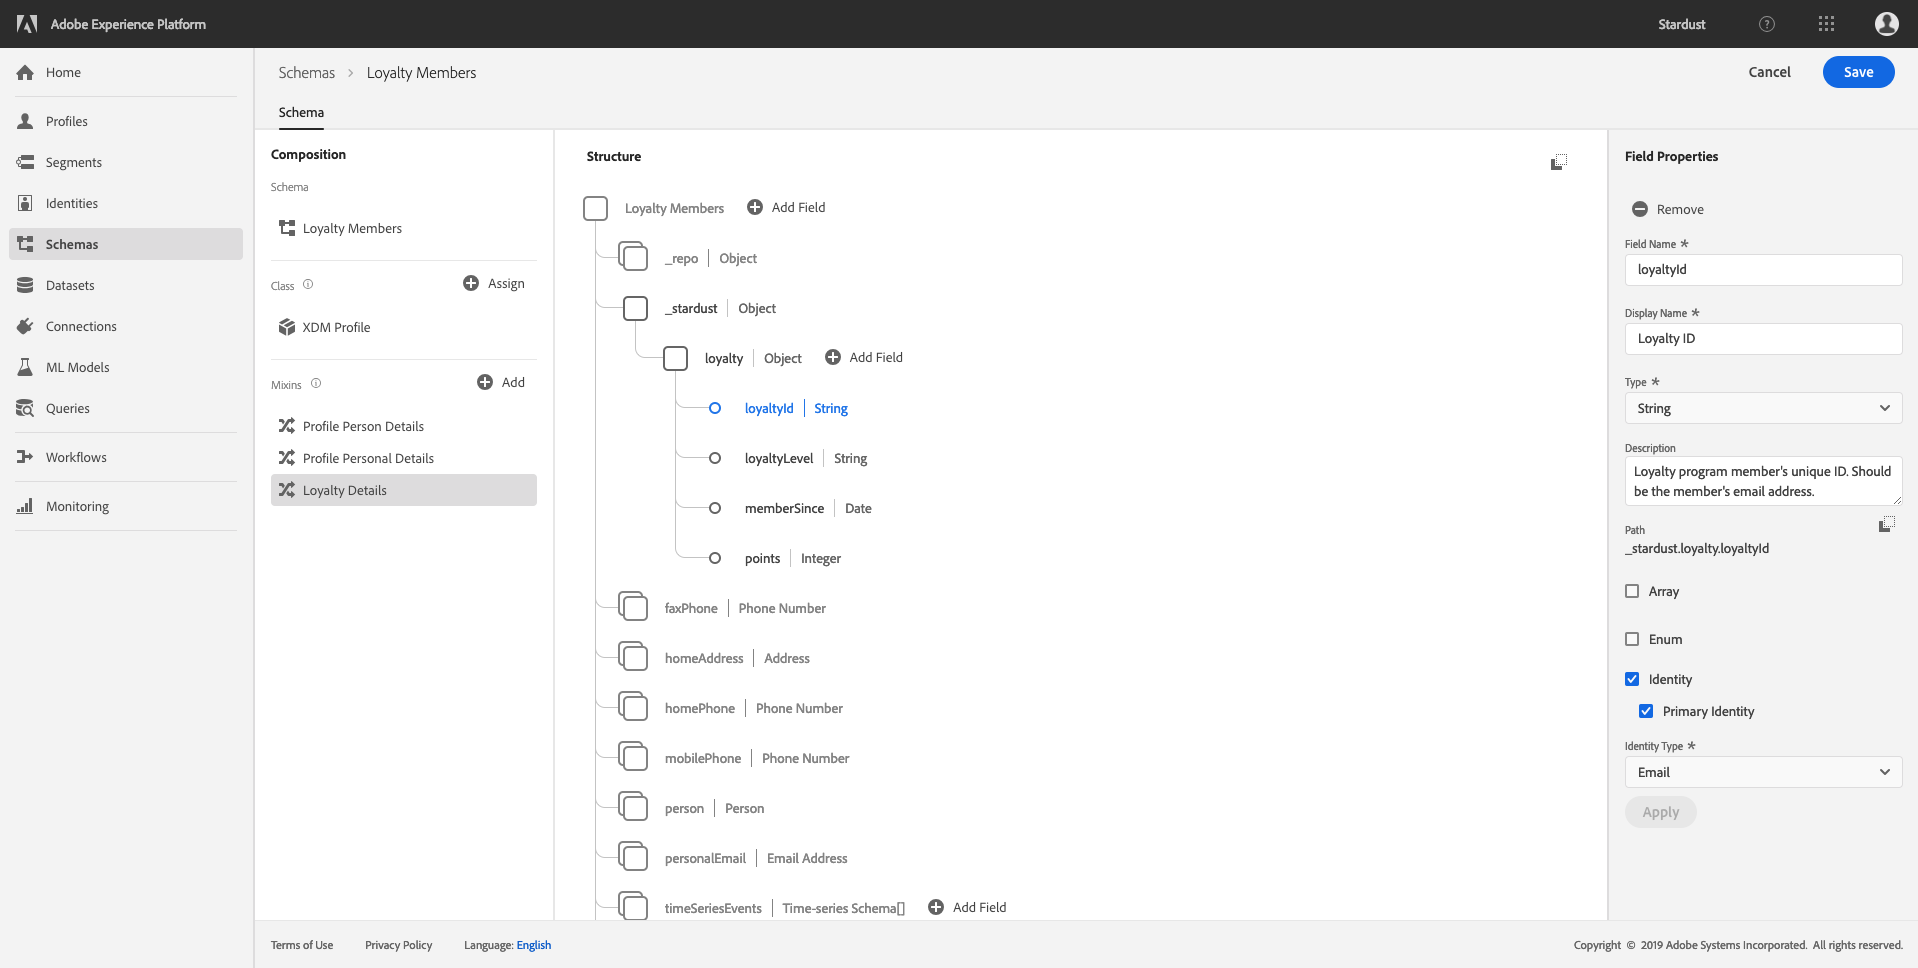 Adobe Experience Platform
Stardust
Home
Profiles
Segments
Identities
Schemas
Datasets
Connections
ML Models
Queries
Workflows
Monitoring
Schemas > Loyalty Members
Cancel
Save
Schema
Composition
Schema
Loyalty Members
Class
Assign
XDM Profile
Mixins
Add
Profile Person Details
Profile Personal Details
Loyalty Details
Structure
Loyalty Members Add Field
_repo | Object
_stardust | Object
loyalty | Object Add Field
loyaltyId | String
loyaltyLevel | String
memberSince | Date
points | Integer
faxPhone | Phone Number
homeAddress | Address
homePhone | Phone Number
mobilePhone | Phone Number
person | Person
personalEmail | Email Address
timeSeriesEvents | Time-series Schema[] Add Field
Field Properties
Remove
Field Name *
loyaltyId
Display Name *
Loyalty ID
Type *
String
Description
Loyalty program member's unique ID. Should
be the member's email address.
Path
_stardust.loyalty.loyaltyId
Array
Enum
Identity
Primary Identity
Identity Type *
Email
Apply
Terms of Use Privacy Policy Language: English
Copyright © 2019 Adobe Systems Incorporated. All rights reserved.